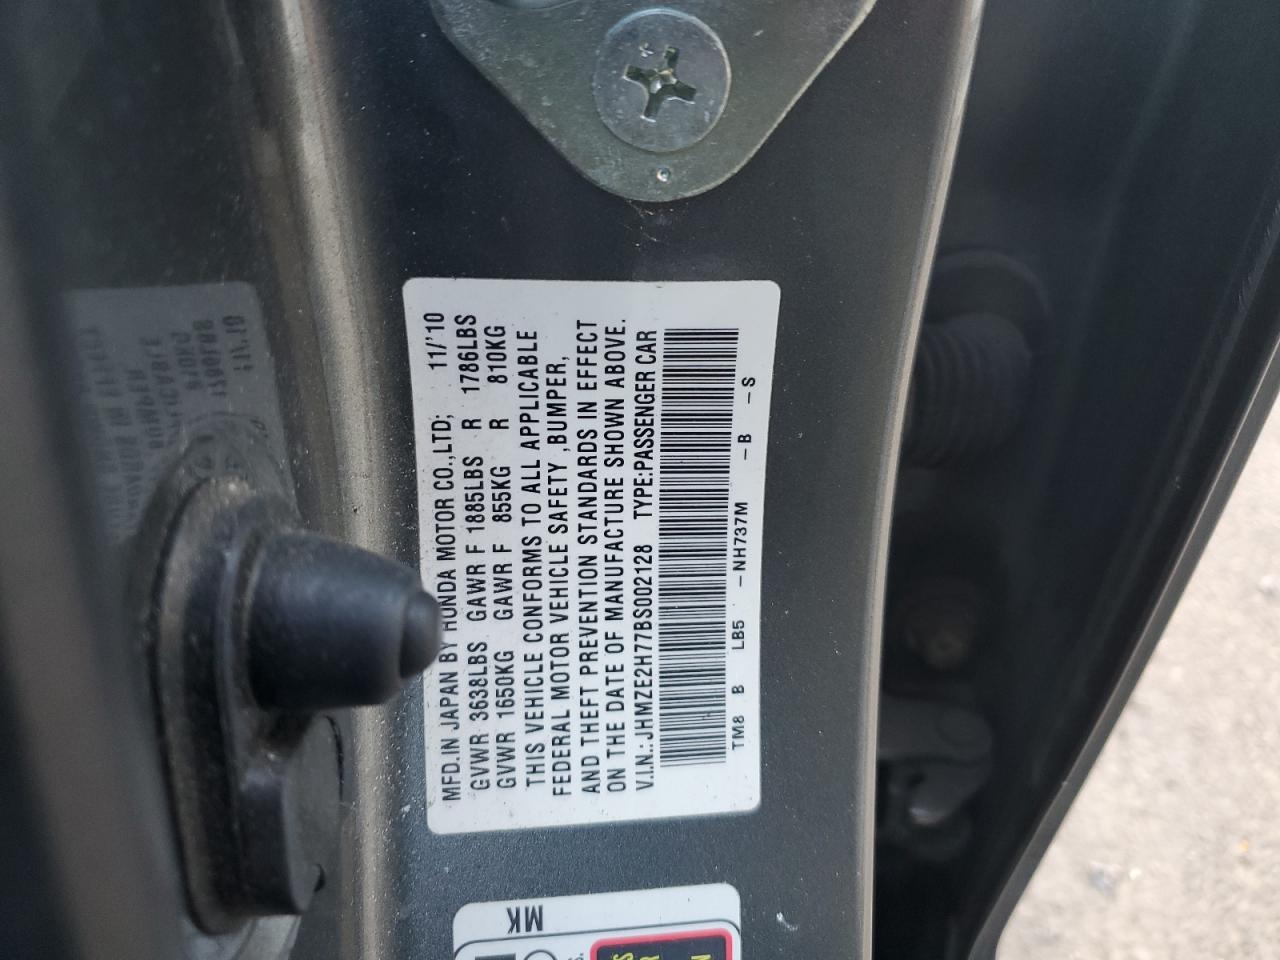 MFD.IN JAPAN BY HONDA MOTOR CO.,LTD; 11/'10
GVWR 3638LBS GAWR F 1885LBS R 1786LBS
GVWR 1650KG GAWR F 855KG R 810KG
THIS VEHICLE CONFORMS TO ALL APPLICABLE
FEDERAL MOTOR VEHICLE SAFETY ,BUMPER,
AND THEFT PREVENTION STANDARDS IN EFFECT
ON THE DATE OF MANUFACTURE SHOWN ABOVE.
V.I.N.: JHMZE2H77BS002128 TYPE:PASSENGER CAR
TM8 B LB5 -NH737M -B -S
MK